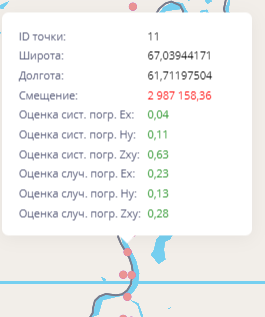 ID точки: 11
Широта: 67,03944171
Долгота: 61,71197504
Смещение: 2 987 158,36
Оценка сист. погр. Ex: 0,04
Оценка сист. погр. Ny: 0,11
Оценка сист. погр. Zxy: 0,63
Оценка случ. погр. Ex: 0,23
Оценка случ. погр. Ny: 0,13
Оценка случ. погр. Zxy: 0,28